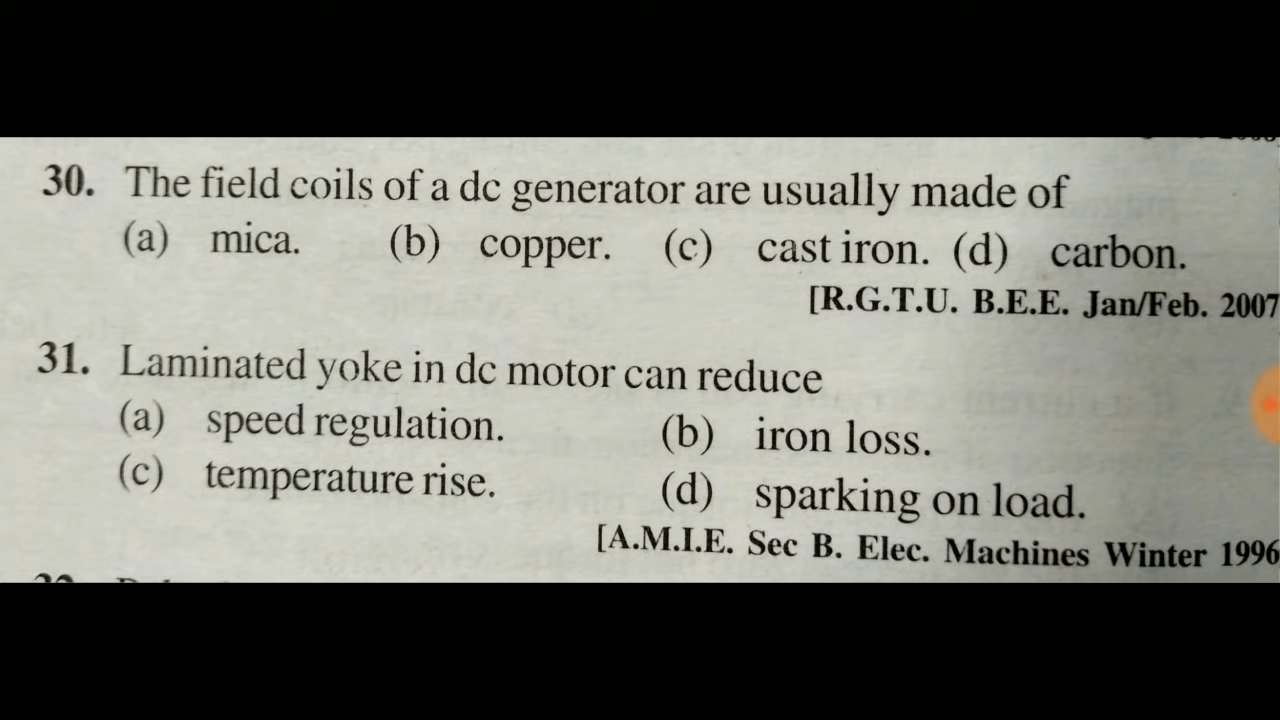 30. The field coils of a dc generator are usually made of
(a) mica. (b) copper. (c) cast iron. (d) carbon.
[R.G.T.U. B.E.E. Jan/Feb. 2007
31. Laminated yoke in dc motor can reduce
(a) speed regulation. (b) iron loss.
(c) temperature rise. (d) sparking on load.
[A.M.I.E. Sec B. Elec. Machines Winter 1996